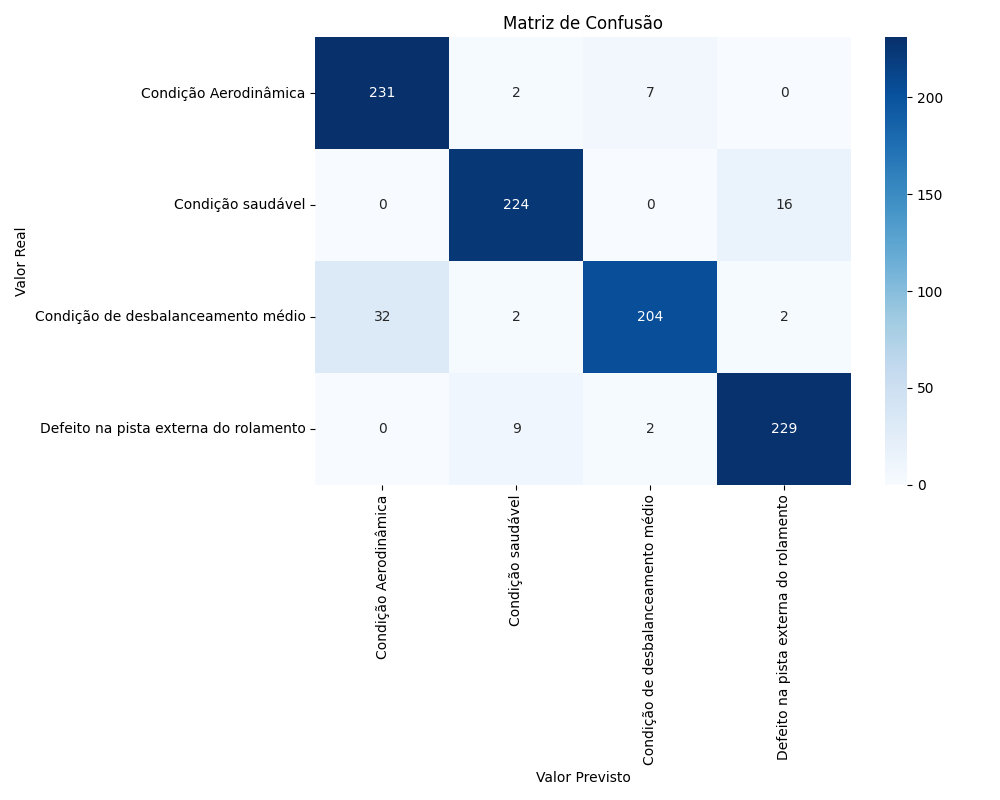 Matriz de Confusão
Valor Real
Condição Aerodinâmica
231 2 7 0
Condição saudável
0 224 0 16
Condição de desbalanceamento médio
32 2 204 2
Defeito na pista externa do rolamento
0 9 2 229
Condição Aerodinâmica
Condição saudável
Condição de desbalanceamento médio
Defeito na pista externa do rolamento
Valor Previsto
200
150
100
50
0